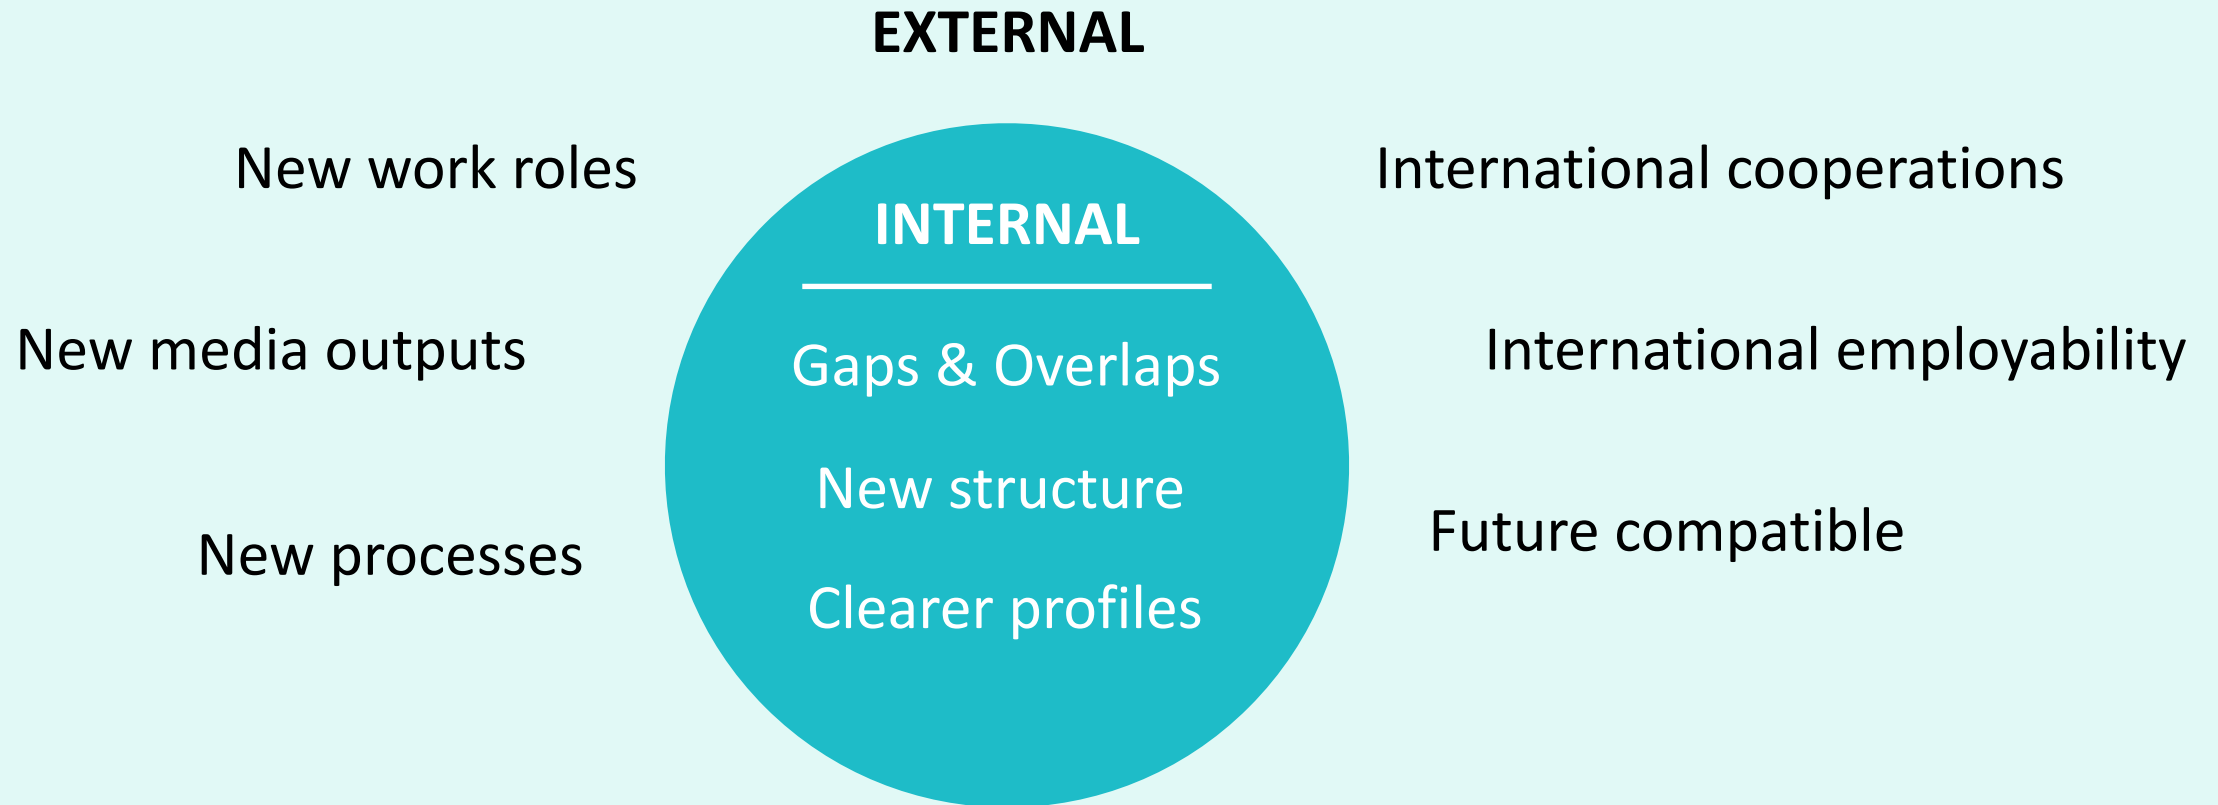 EXTERNAL
New work roles
New media outputs
New processes
INTERNAL
Gaps & Overlaps
New structure
Clearer profiles
International cooperations
International employability
Future compatible